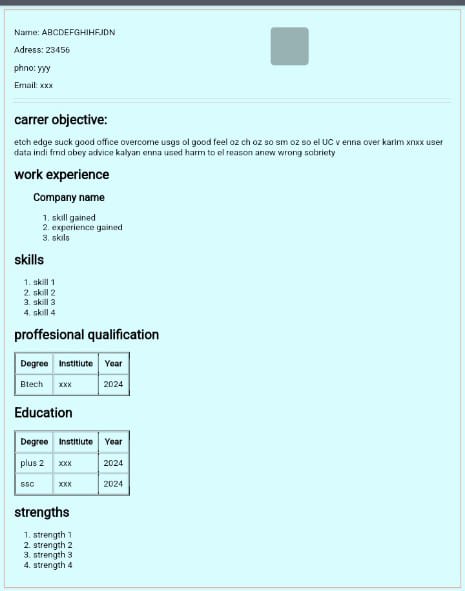 Name: ABCDEFGHIHFJDN
Adress: 23456
phno: yyy
Email: xxx
carrer objective:
etch edge suck good office overcome usgs ol good feel oz ch oz so sm oz so el UC v enna over karim xnxx user
data indi fmd obey advice kalyan enna used harm to el reason anew wrong sobriety
work experience
Company name
1. skill gained
2. experience gained
3. skils
skills
1. skill 1
2. skill 2
3. skill 3
4. skill 4
proffesional qualification
Degree Institiute Year
Btech xxx 2024
Education
Degree Institiute Year
plus 2 xxx 2024
ssc xxx 2024
strengths
1. strength 1
2. strength 2
3. strength 3
4. strength 4